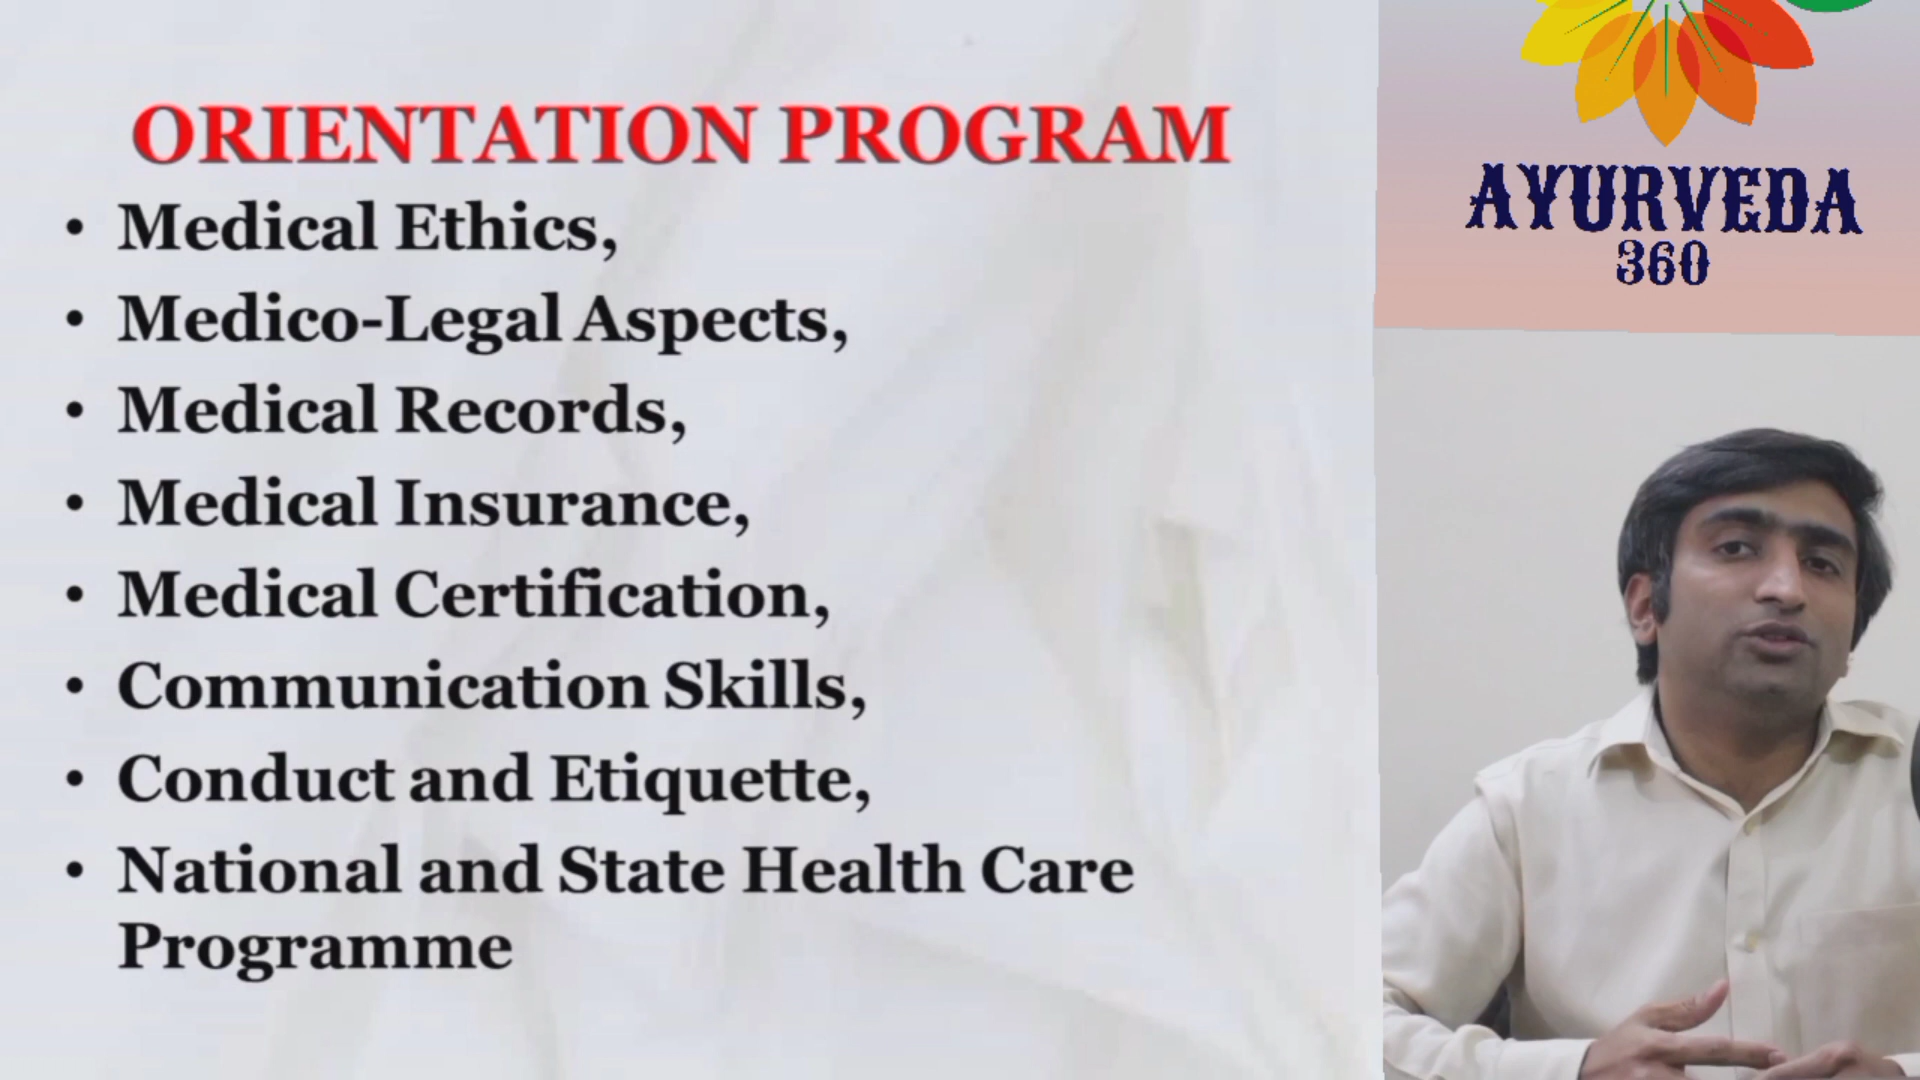 ORIENTATION PROGRAM
• Medical Ethics,
• Medico-Legal Aspects,
• Medical Records,
• Medical Insurance,
• Medical Certification,
• Communication Skills,
• Conduct and Etiquette,
• National and State Health Care
Programme
AYURVEDA
360